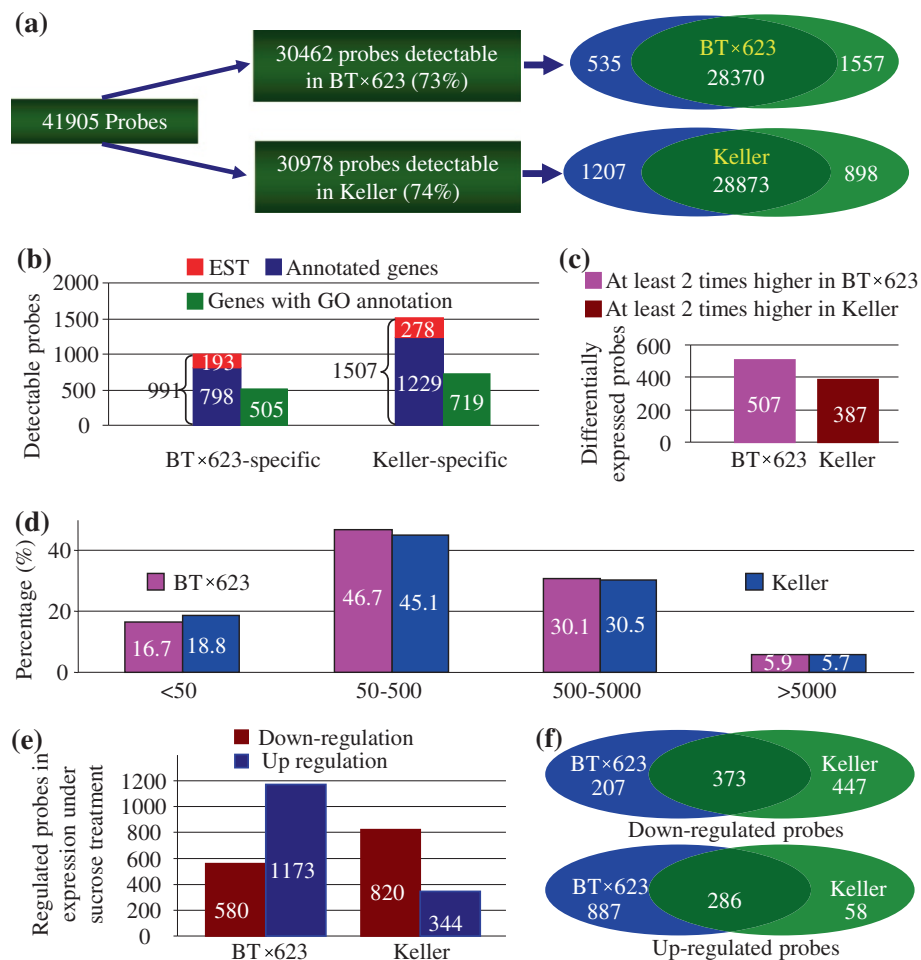 (a)
41905 Probes
30462 probes detectable
in BT×623 (73%)
30978 probes detectable
in Keller (74%)
535
BT×623
28370
1557
1207
Keller
28873
898
(b)
EST
Annotated genes
Genes with GO annotation
Detectable probes
2000
1500
1000
500
0
991
193
798
505
1507
278
1229
719
BT×623-specific
Keller-specific
(c)
At least 2 times higher in BT×623
At least 2 times higher in Keller
Differentially
expressed probes
600
400
200
0
507
387
BT×623
Keller
(d)
Percentage (%)
40
20
0
BT×623
Keller
16.7
18.8
46.7
45.1
30.1
30.5
5.9
5.7
<50
50-500
500-5000
>5000
(e)
Down-regulation
Up regulation
Regulated probes in
expression under
sucrose treatment
1200
1000
800
600
400
200
0
580
1173
820
344
BT×623
Keller
(f)
BT×623
207
373
Keller
447
Down-regulated probes
BT×623
887
286
Keller
58
Up-regulated probes